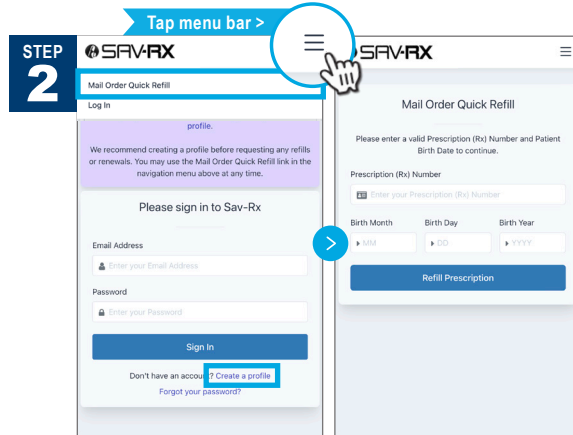 Tap menu bar >
STEP
2
SAV-RX
Mail Order Quick Refill
Log In
profile.
We recommend creating a profile before requesting any refills
or renewals. You may use the Mail Order Quick Refill link in the
navigation menu above at any time.
Please sign in to Sav-Rx
Email Address
Enter your Email Address
Password
Enter your Password
Sign In
Don't have an account? Create a profile
Forgot your password?
SAV-RX
Mail Order Quick Refill
Please enter a valid Prescription (Rx) Number and Patient
Birth Date to continue.
Prescription (Rx) Number
Enter your Prescription (Rx) Number
Birth Month Birth Day Birth Year
MM DD YYYY
Refill Prescription